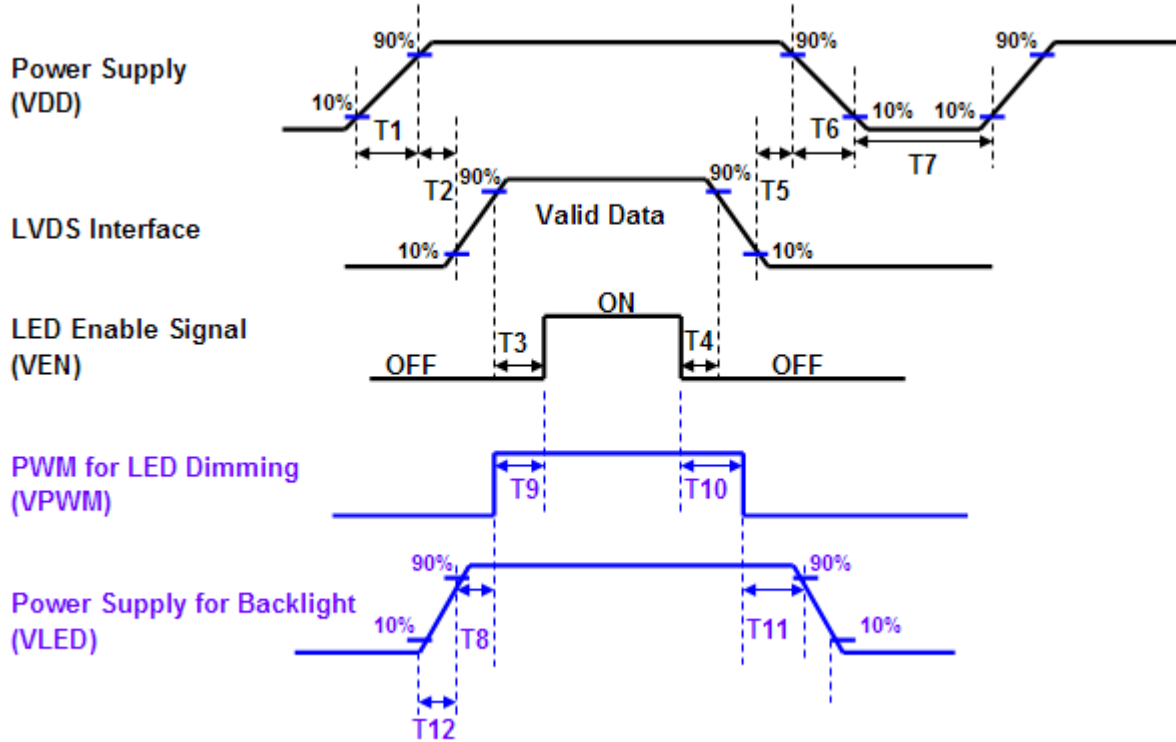 90%
90%
90%
Power Supply
(VDD)
10%
10%
10%
T1
T6
T7
T2
T5
90%
90%
Valid Data
LVDS Interface
10%
10%
ON
LED Enable Signal
(VEN)
T3
T4
OFF
OFF
PWM for LED Dimming
(VPWM)
T9
T10
90%
90%
Power Supply for Backlight
(VLED)
10%
10%
T8
T11
T12